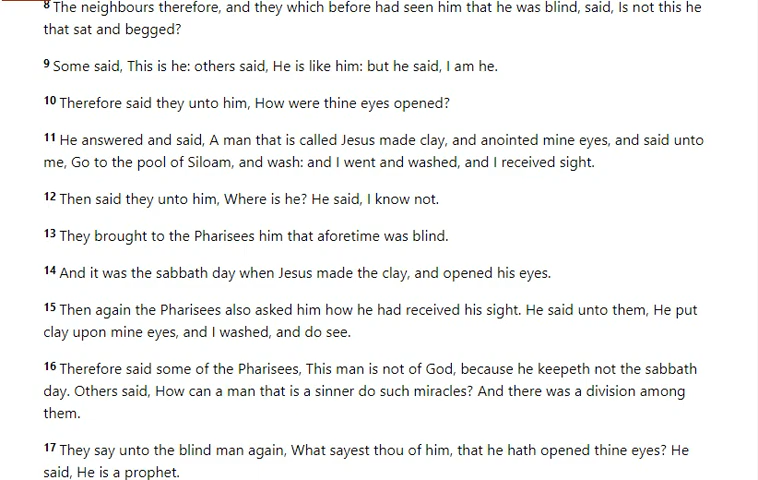 8 The neighbours therefore, and they which before had seen him that he was blind, said, Is not this he
that sat and begged?
9 Some said, This is he: others said, He is like him: but he said, I am he.
10 Therefore said they unto him, How were thine eyes opened?
11 He answered and said, A man that is called Jesus made clay, and anointed mine eyes, and said unto
me, Go to the pool of Siloam, and wash: and I went and washed, and I received sight.
12 Then said they unto him, Where is he? He said, I know not.
13 They brought to the Pharisees him that aforetime was blind.
14 And it was the sabbath day when Jesus made the clay, and opened his eyes.
15 Then again the Pharisees also asked him how he had received his sight. He said unto them, He put
clay upon mine eyes, and I washed, and do see.
16 Therefore said some of the Pharisees, This man is not of God, because he keepeth not the sabbath
day. Others said, How can a man that is a sinner do such miracles? And there was a division among
them.
17 They say unto the blind man again, What sayest thou of him, that he hath opened thine eyes? He
said, He is a prophet.